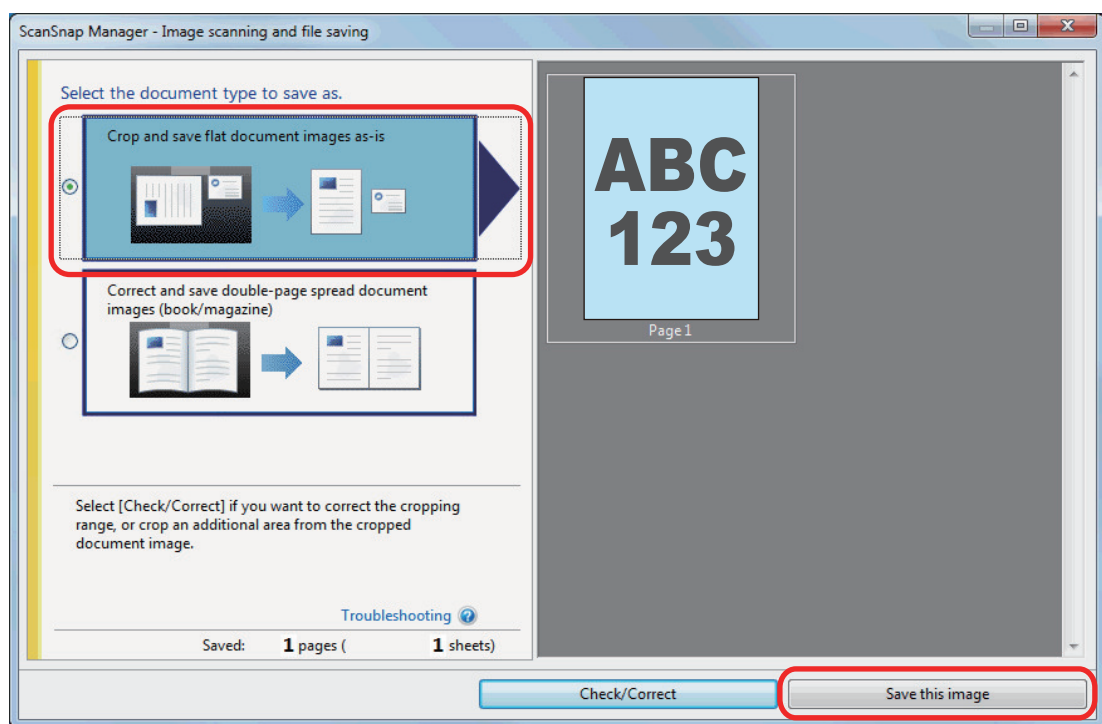 ScanSnap Manager - Image scanning and file saving
Select the document type to save as.
Crop and save flat document images as-is
Correct and save double-page spread document
images (book/magazine)
Select [Check/Correct] if you want to correct the cropping
range, or crop an additional area from the cropped
document image.
Troubleshooting
Saved: 1 pages ( 1 sheets)
ABC
123
Page 1
Check/Correct
Save this image